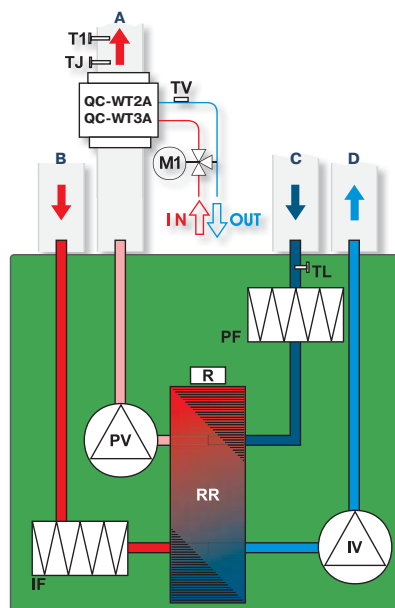 A
T1
TJ
QC-WT2A
QC-WT3A
TV
B
M1
C
D
IN
OUT
TL
PF
R
PV
RR
IF
IV